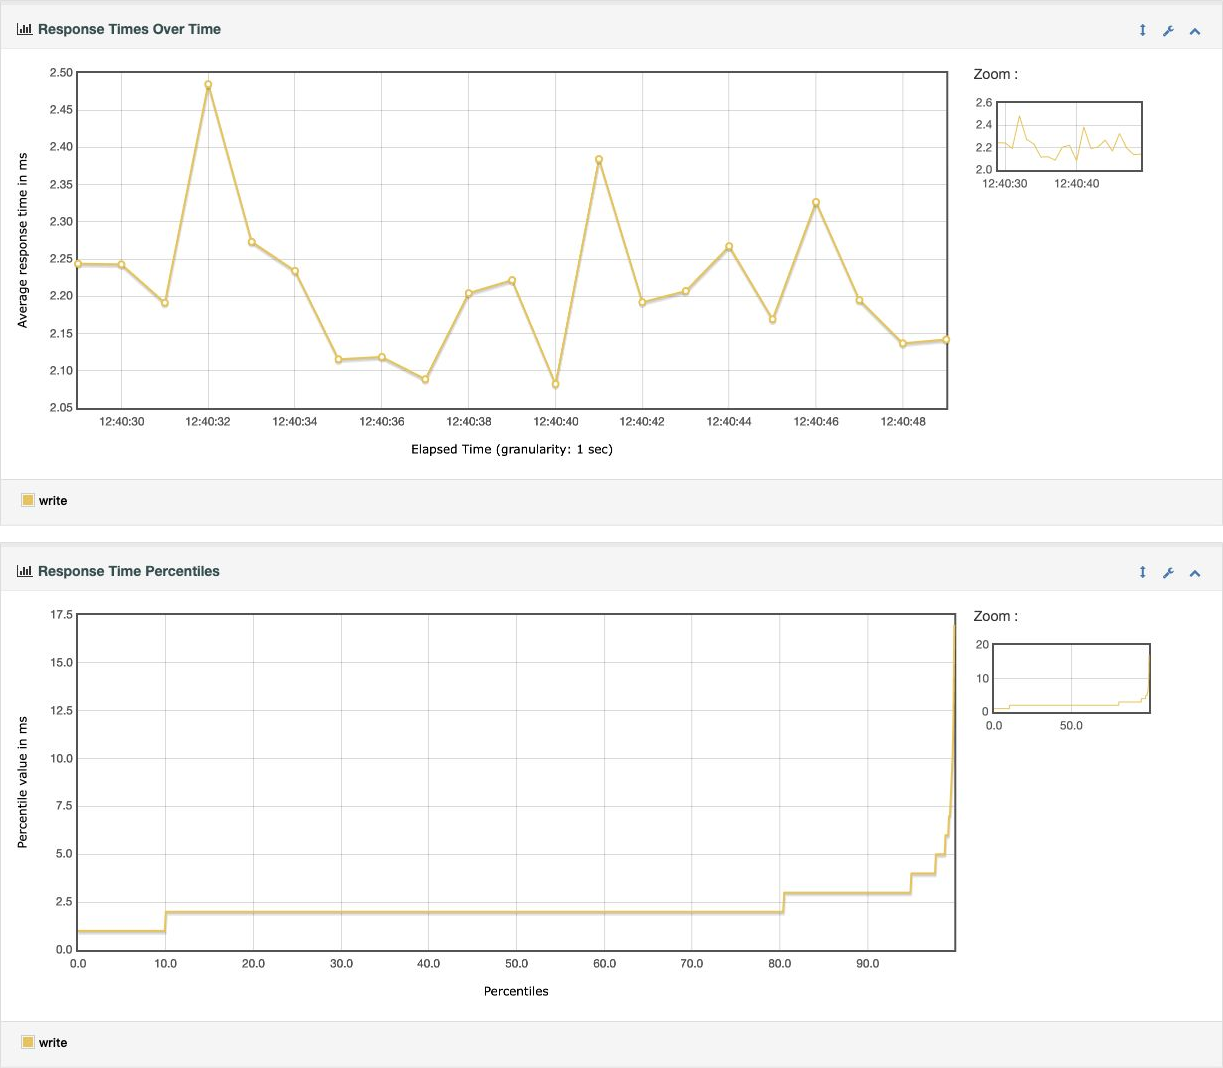 Response Times Over Time
Zoom :
2.50
2.45
2.40
2.35
2.30
2.25
2.20
2.15
2.10
2.05
Average response time in ms
12:40:30 12:40:32 12:40:34 12:40:36 12:40:38 12:40:40 12:40:42 12:40:44 12:40:46 12:40:48
Elapsed Time (granularity: 1 sec)
2.6
2.4
2.2
2.0
12:40:30 12:40:40
write
Response Time Percentiles
Zoom :
17.5
15.0
12.5
10.0
7.5
5.0
2.5
0.0
Percentile value in ms
0.0 10.0 20.0 30.0 40.0 50.0 60.0 70.0 80.0 90.0
Percentiles
20
10
0
0.0 50.0
write